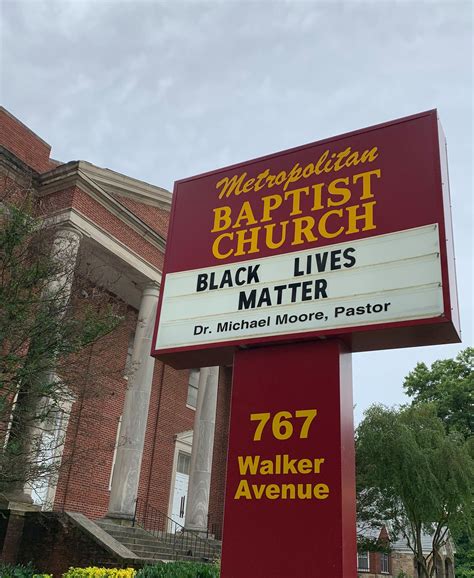 Metropolitan
BAPTIST
CHURCH
BLACK LIVES
MATTER
Dr. Michael Moore, Pastor
767
Walker
Avenue